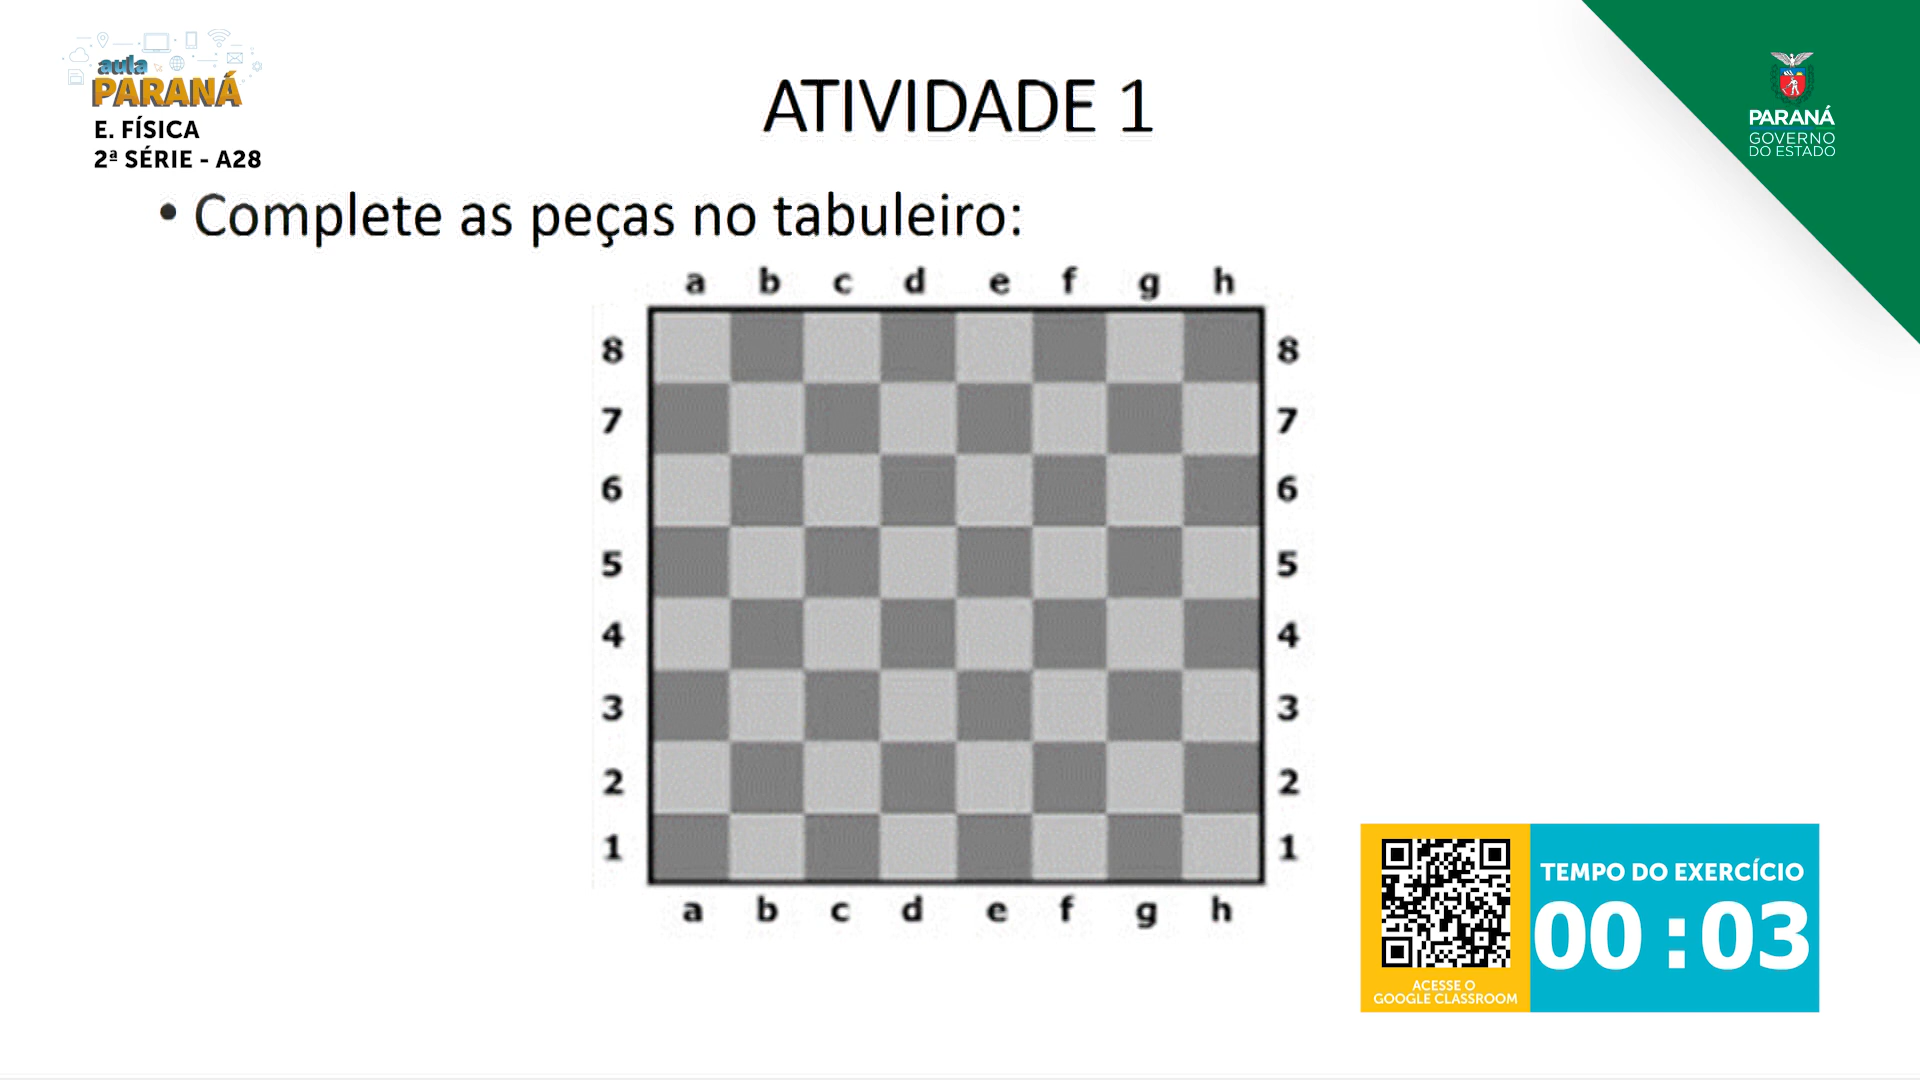 aula
PARANÁ
E. FÍSICA
2ª SÉRIE - A28
ATIVIDADE 1
PARANÁ
GOVERNO
DO ESTADO
• Complete as peças no tabuleiro:
a b c d e f g h
8 8
7 7
6 6
5 5
4 4
3 3
2 2
1 1
a b c d e f g h
TEMPO DO EXERCÍCIO
00 : 03
ACESSE O
GOOGLE CLASSROOM